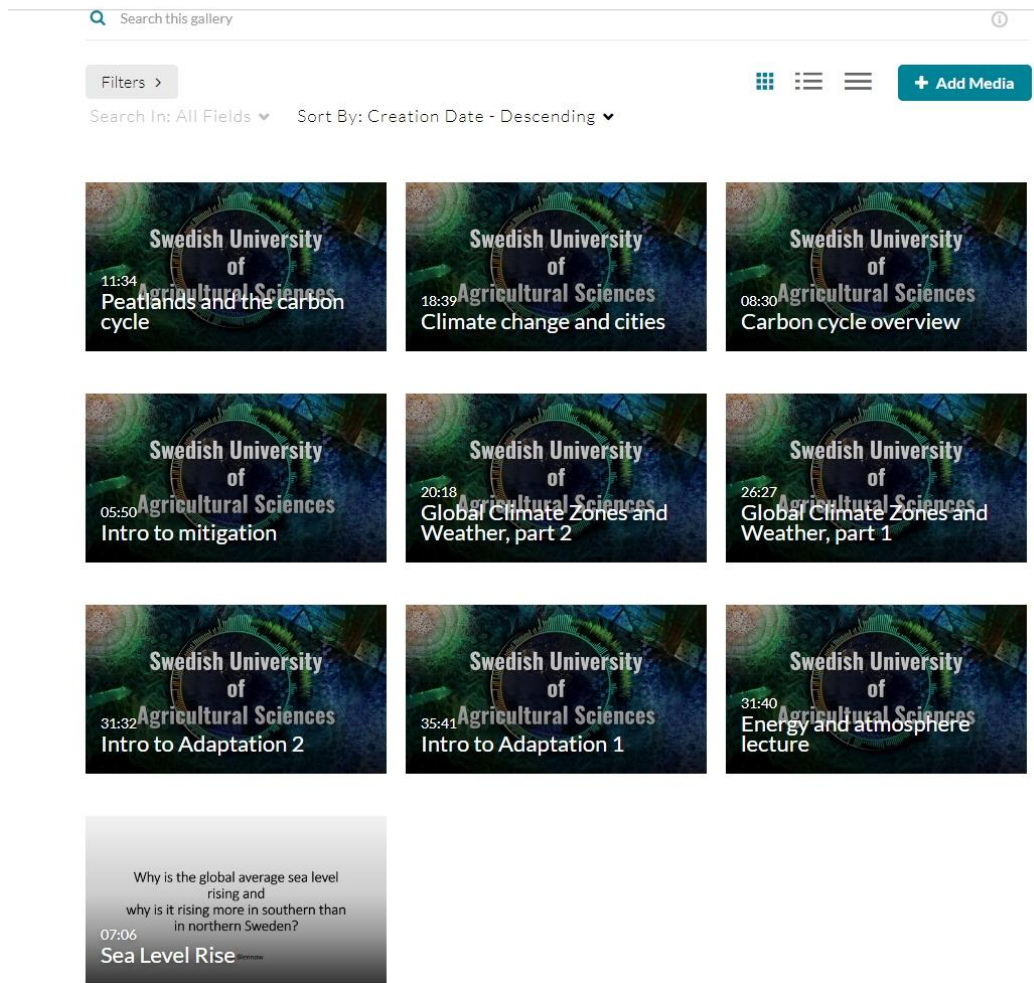 Search this gallery
Filters >
+ Add Media
Search In: All Fields
Sort By: Creation Date - Descending
Swedish University
of
Agricultural Sciences
11:34
Peatlands and the carbon
cycle
Swedish University
of
Agricultural Sciences
18:39
Climate change and cities
Swedish University
of
Agricultural Sciences
08:30
Carbon cycle overview
Swedish University
of
Agricultural Sciences
05:50
Intro to mitigation
Swedish University
of
Agricultural Sciences
20:18
Global Climate Zones and
Weather, part 2
Swedish University
of
Agricultural Sciences
26:27
Global Climate Zones and
Weather, part 1
Swedish University
of
Agricultural Sciences
31:32
Intro to Adaptation 2
Swedish University
of
Agricultural Sciences
35:41
Intro to Adaptation 1
Swedish University
of
Agricultural Sciences
31:40
Energy and atmosphere
lecture
Why is the global average sea level
rising and
why is it rising more in southern than
in northern Sweden?
07:06
Sea Level Rise